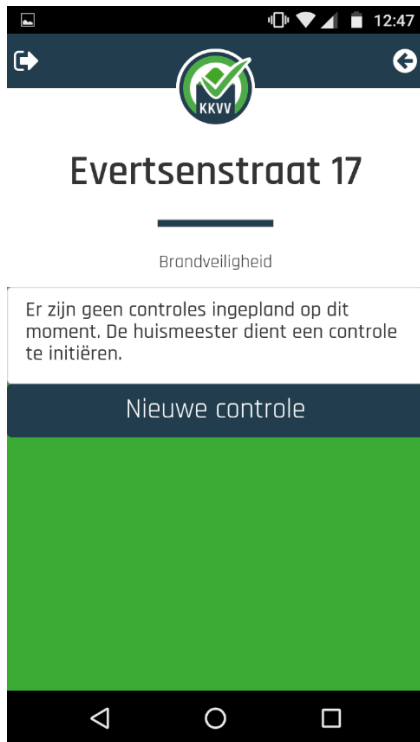 12:47
KKVV
Evertsenstraat 17
Brandveiligheid
Er zijn geen controles ingepland op dit
moment. De huismeester dient een controle
te initiëren.
Nieuwe controle